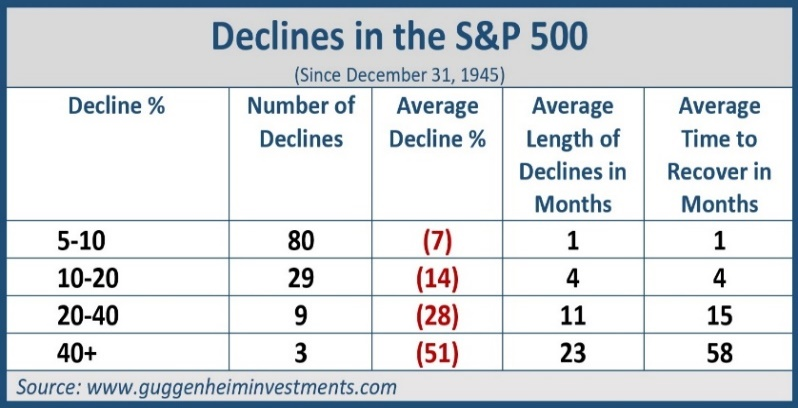 Declines in the S&P 500
(Since December 31, 1945)
Decline % Number of Declines Average Decline % Average Length of Declines in Months Average Time to Recover in Months
5-10 80 (7) 1 1
10-20 29 (14) 4 4
20-40 9 (28) 11 15
40+ 3 (51) 23 58
Source: www.guggenheiminvestments.com